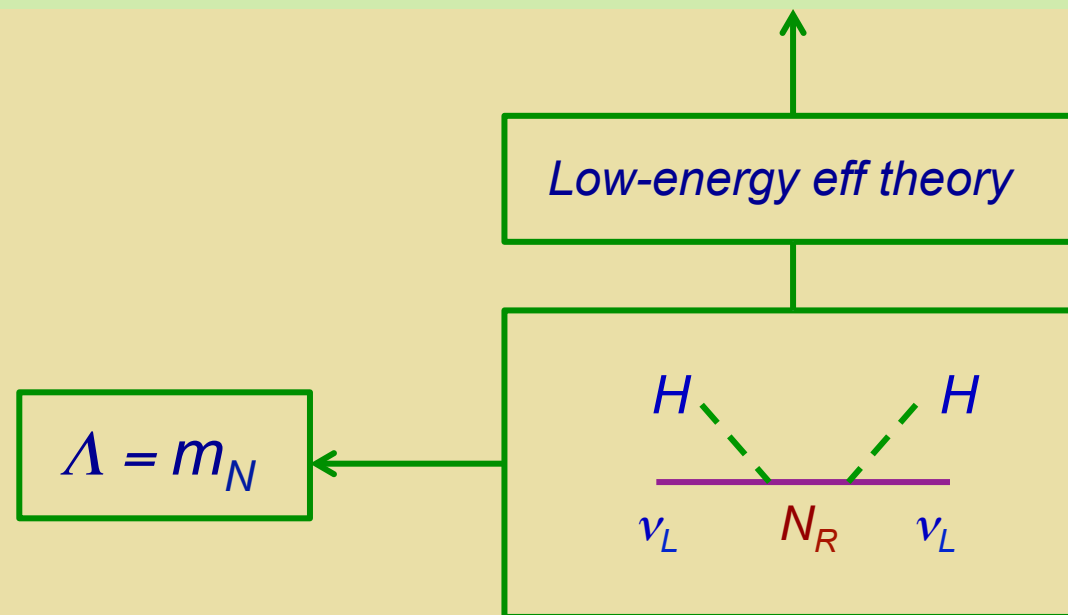 Low-energy eff theory
H H
Λ = m_N
ν_L N_R ν_L